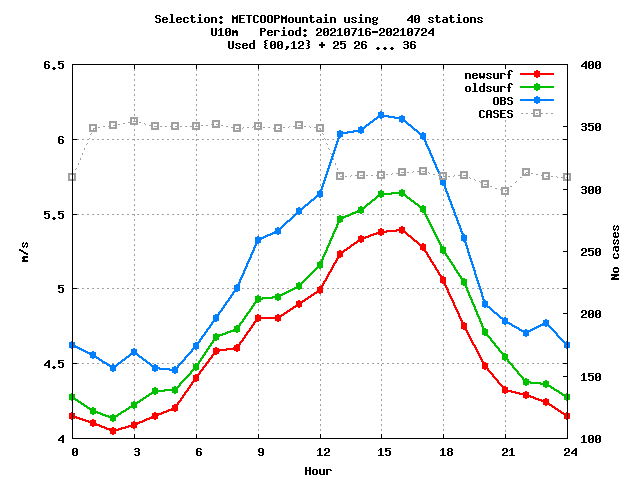 Selection: METCOOPMountain using    40 stations
U10m   Period: 20210716-20210724
Used {00,12} + 25 26 ... 36
newsurf
oldsurf
OBS
CASES
6.5
6
5.5
5
4.5
4
m/s
400
350
300
250
200
150
100
No cases
0 3 6 9 12 15 18 21 24
Hour